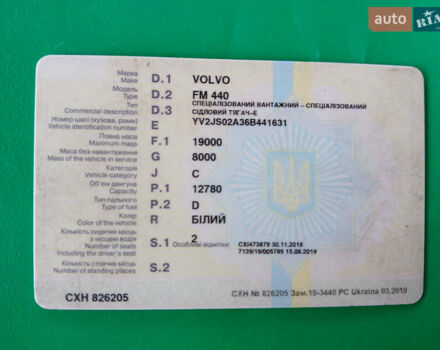 auto RIA
Марка
Make D.1 VOLVO
Модель
Type D.2 FM 440
Тип
Commercial description D.3 СПЕЦІАЛІЗОВАНИЙ ВАНТАЖНИЙ – СПЕЦІАЛІЗОВАНИЙ
СІДЛОВИЙ ТЯГАЧ-Е
Номер шасі (кузова, рами)
Vehicle identification number E YV2JS02A36B441631
Повна маса
Maximum mass F.1 19000
Маса без навантаження
Mass of the vehicle in service G 8000
Категорія
Vehicle category J C
Об'єм двигуна
Capacity P.1 12780
Тип пального
Type of fuel P.2 D
Колір
Color of the vehicle R БІЛИЙ
Кількість сидячих місць
з місцем водія
Number of seats
including the driver's seat S.1 2
Особливі відмітки: CXI473879 30.11.2018
7139/19/005789 15.08.2019
Кількість стоячих місць
Number of standing places S.2
СХН 826205
СХН № 826205 Зам.19-3440 РС Ukraina 03.2019